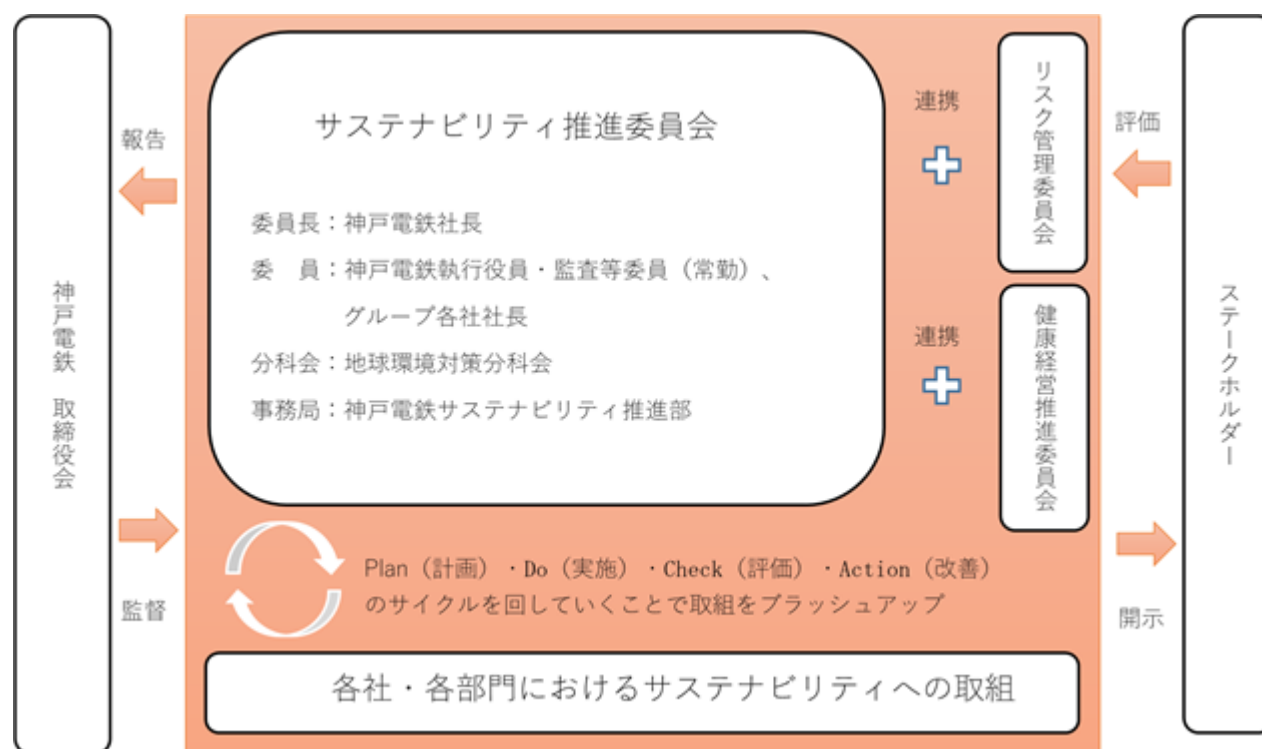 神戸電鉄　取締役会
報告
監督
サステナビリティ推進委員会
委員長：神戸電鉄社長
委　員：神戸電鉄執行役員・監査等委員（常勤）、
グループ各社社長
分科会：地球環境対策分科会
事務局：神戸電鉄サステナビリティ推進部
連携
リスク管理委員会
連携
健康経営推進委員会
Plan（計画）・Do（実施）・Check（評価）・Action（改善）
のサイクルを回していくことで取組をブラッシュアップ
各社・各部門におけるサステナビリティへの取組
評価
開示
ステークホルダー